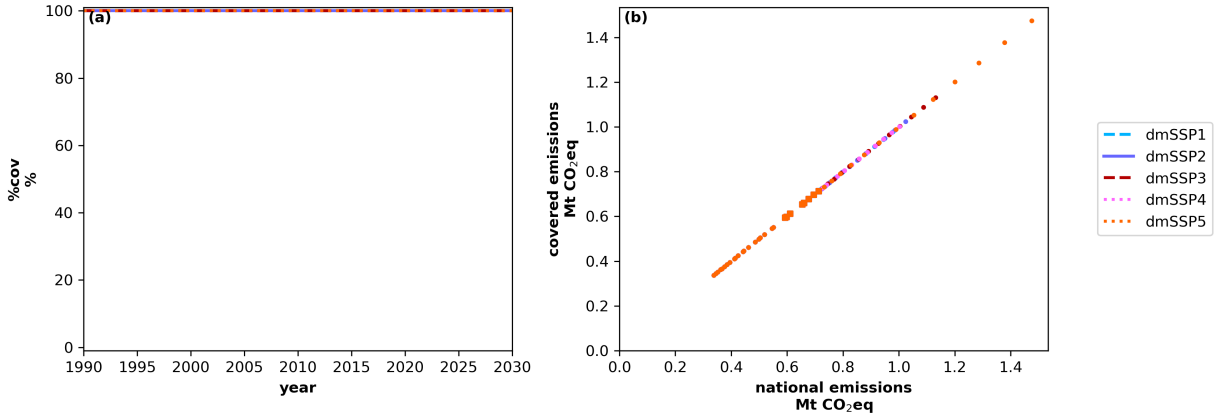 (a)
100
80
60
40
20
0
%cov
%
1990 1995 2000 2005 2010 2015 2020 2025 2030
year
(b)
1.4
1.2
1.0
0.8
0.6
0.4
0.2
0.0
covered emissions
Mt CO₂eq
0.0 0.2 0.4 0.6 0.8 1.0 1.2 1.4
national emissions
Mt CO₂eq
dmSSP1
dmSSP2
dmSSP3
dmSSP4
dmSSP5